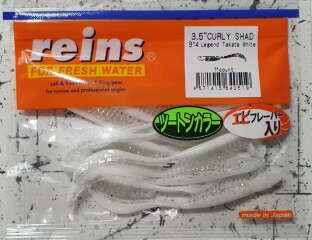 reins
FOR FRESH WATER
3.5"CURLY SHAD
B14 Legend Takata White
ツートンカラー
エビフレーバー
入り
made in Japan